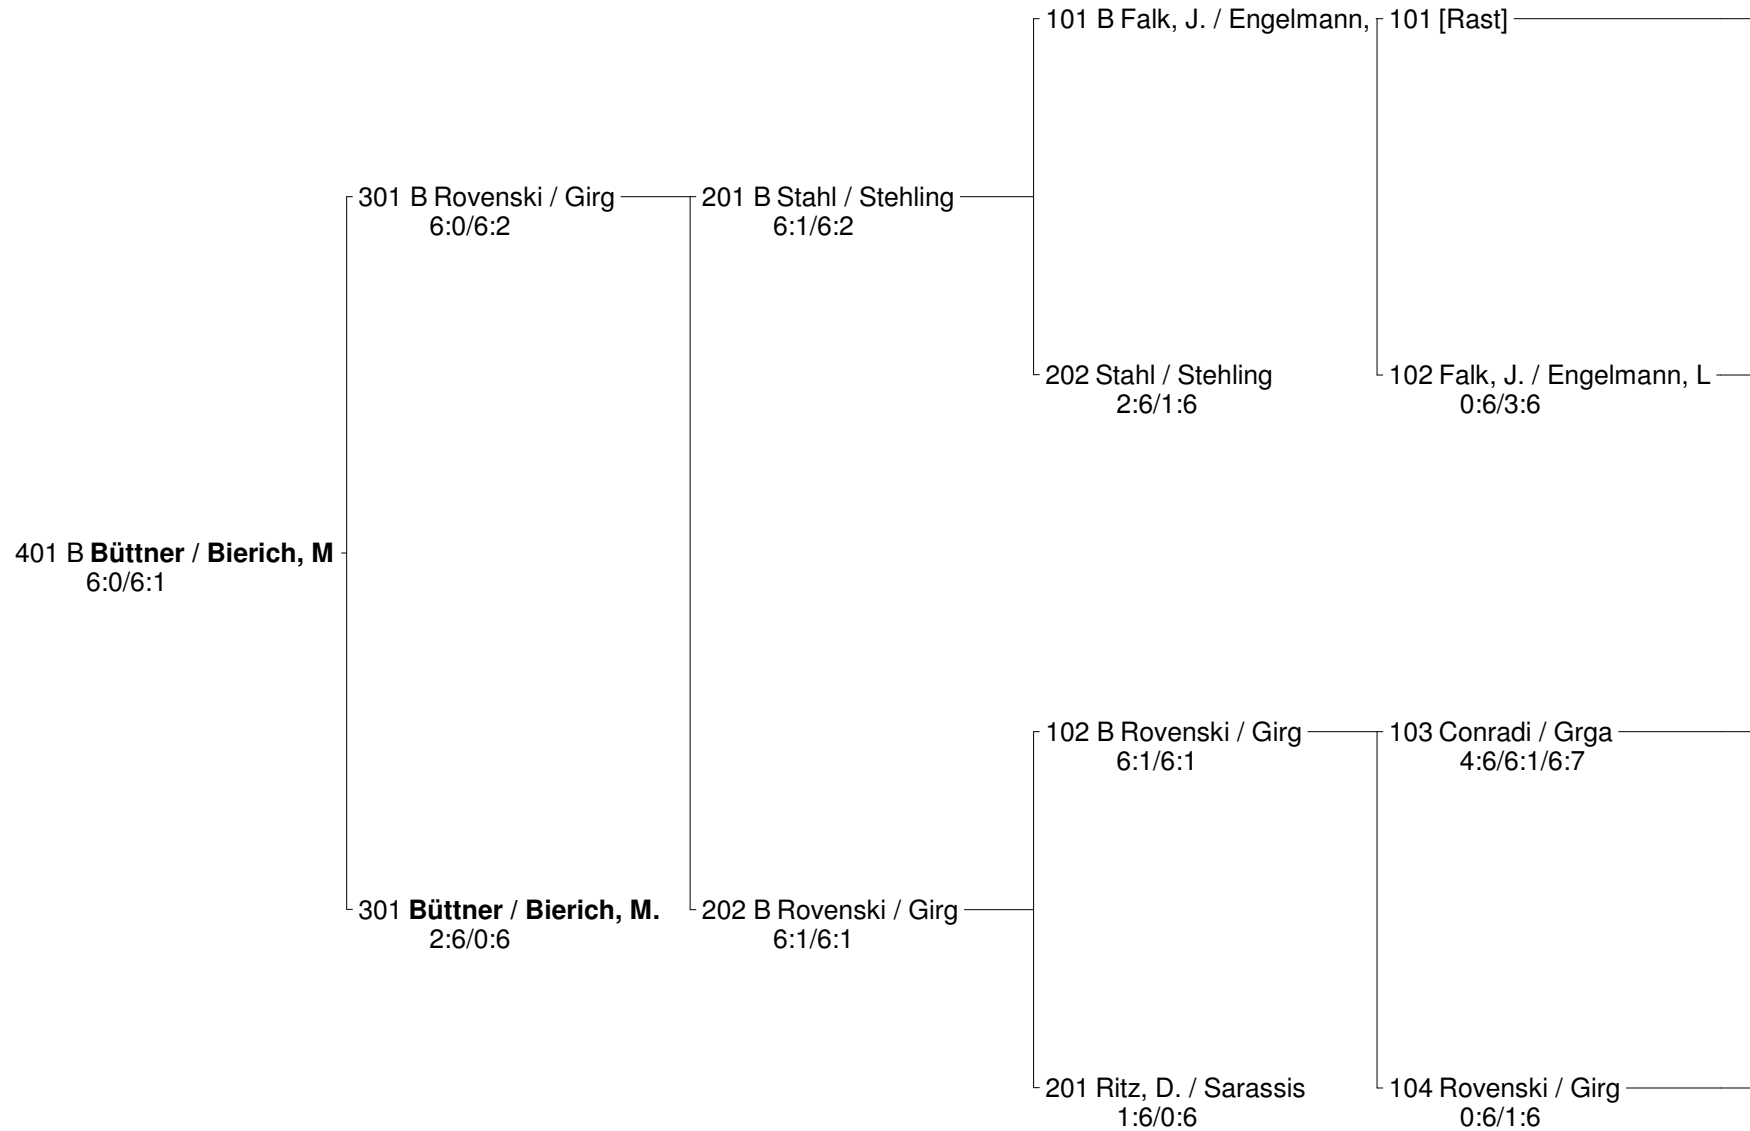 101 B Falk, J. / Engelmann,
101 [Rast]
301 B Rovenski / Girg
6:0/6:2
201 B Stahl / Stehling
6:1/6:2
202 Stahl / Stehling
2:6/1:6
102 Falk, J. / Engelmann, L
0:6/3:6
401 B Büttner / Bierich, M
6:0/6:1
102 B Rovenski / Girg
6:1/6:1
103 Conradi / Grga
4:6/6:1/6:7
301 Büttner / Bierich, M.
2:6/0:6
202 B Rovenski / Girg
6:1/6:1
201 Ritz, D. / Sarassis
1:6/0:6
104 Rovenski / Girg
0:6/1:6